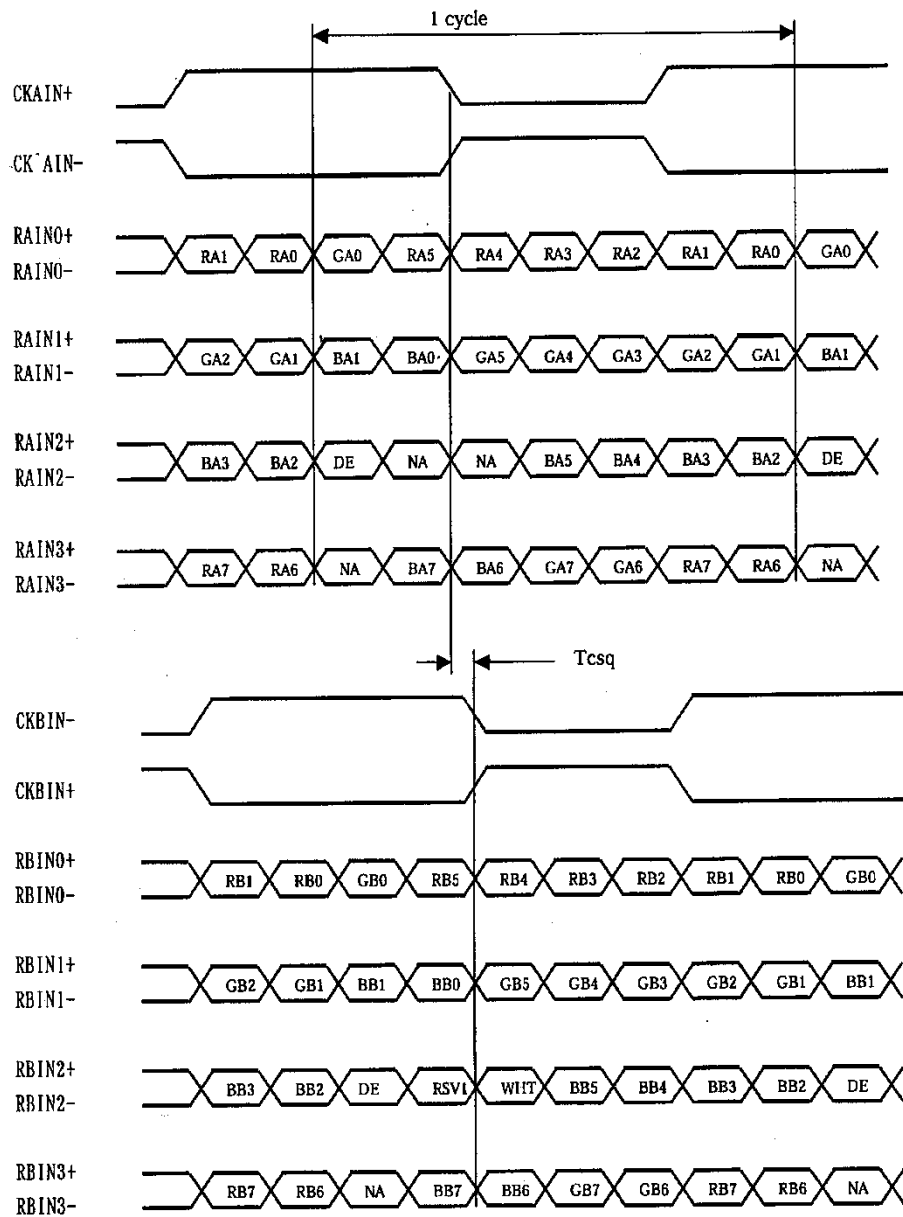 1 cycle
CKAIN+
CK AIN-
RAIN0+
RA1 RA0 GA0 RA5 RA4 RA3 RA2 RA1 RA0 GA0
RAIN0-
RAIN1+
GA2 GA1 BA1 BA0 GA5 GA4 GA3 GA2 GA1 BA1
RAIN1-
RAIN2+
BA3 BA2 DE NA NA BA5 BA4 BA3 BA2 DE
RAIN2-
RAIN3+
RA7 RA6 NA BA7 BA6 GA7 GA6 RA7 RA6 NA
RAIN3-
Tcsq
CKBIN-
CKBIN+
RBIN0+
RB1 RB0 GB0 RB5 RB4 RB3 RB2 RB1 RB0 GB0
RBIN0-
RBIN1+
GB2 GB1 BB1 BB0 GB5 GB4 GB3 GB2 GB1 BB1
RBIN1-
RBIN2+
BB3 BB2 DE RSV1 WHT BB5 BB4 BB3 BB2 DE
RBIN2-
RBIN3+
RB7 RB6 NA BB7 BB6 GB7 GB6 RB7 RB6 NA
RBIN3-